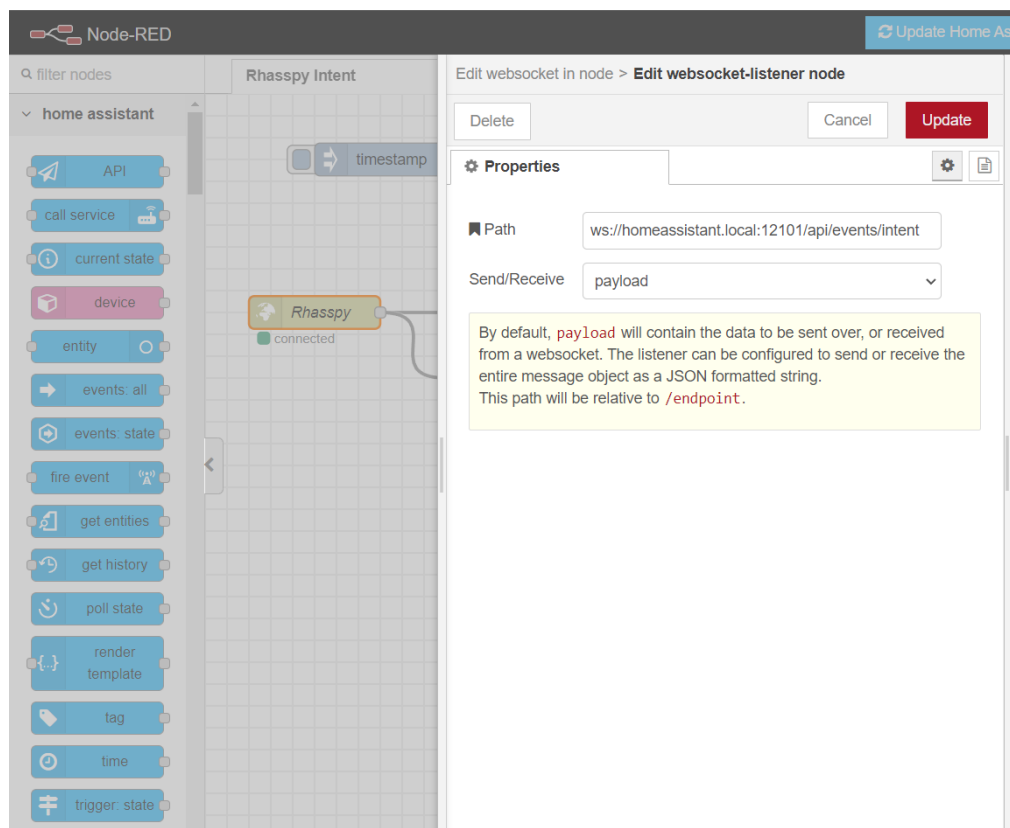 Node-RED
Update Home As
filter nodes
Rhasspy Intent
Edit websocket in node > Edit websocket-listener node
home assistant
Delete
Cancel
Update
timestamp
Properties
API
call service
Path
ws://homeassistant.local:12101/api/events/intent
current state
Send/Receive
payload
device
Rhasspy
connected
By default, payload will contain the data to be sent over, or received
from a websocket. The listener can be configured to send or receive the
entire message object as a JSON formatted string.
This path will be relative to /endpoint.
entity
events: all
events: state
fire event
get entities
get history
poll state
render
template
tag
time
trigger: state